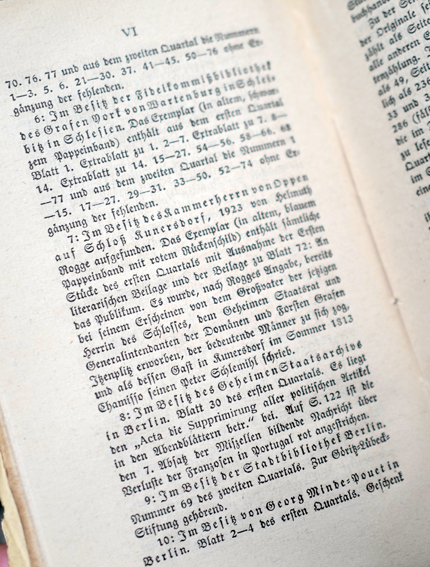 VI
70. 76. 77 und aus dem zweiten Quartal die Nummern
1—3. 5. 6. 21—30. 37. 41—45. 50—76 ohne Er-
gänzung der fehlenden.
6: Im Besitz der Fideikommißbibliothek
des Grafen York von Wartenburg in Schlei-
bitz in Schlesien. Das Exemplar (in altem, schwar-
zem Pappeinband) enthält aus dem ersten Quartal
Blatt 1. Extrablatt zu 1. 2—7. Extrablatt zu 7. 8—
14. Extrablatt zu 14. 15—27. 54—56. 58—66. 68
—77 und aus dem zweiten Quartal die Nummern 1
—15. 17—27. 29—31. 33—50. 52—74 ohne Er-
gänzung der fehlenden.
7: Im Besitz des Kammerherrn von Oppen
auf Schloß Kunersdorf, 1923 von Helmuth
Rogge aufgefunden. Das Exemplar (in altem, blauem
Pappeinband mit rotem Rückenschild) enthält sämtliche
Stücke des ersten Quartals mit Ausnahme der Ersten
literarischen Beilage und der Beilage zu Blatt 72: An
das Publikum. Es wurde, nach Rogges Angabe, bereits
bei seinem Erscheinen von dem Großvater der jetzigen
Herrin des Schlosses, dem Geheimen Staatsrat und
Generalintendanten der Domänen und Forsten Grafen
Itzenplitz erworben, der bedeutende Männer zu sich zog,
und als dessen Gast in Kunersdorf im Sommer 1813
Chamisso seinen Peter Schlemihl schrieb.
8: Im Besitz des Geheimen Staatsarchivs
in Berlin. Blatt 30 des ersten Quartals. Es liegt
den „Acta die Supprimirung aller politischen Artikel
in den Abendblättern betr.“ bei. Auf S. 122 ist die
den 7. Absatz der Miszellen bildende Nachricht über
Verluste der Franzosen in Portugal rot angestrichen.
9: Im Besitz der Stadtbibliothek Berlin.
Nummer 69 des zweiten Quartals. Zur Göritz-Lübeck-
Stiftung gehörend.
10: Im Besitz von Georg Minde-Pouet in
Berlin. Blatt 2—4 des ersten Quartals. Geschenk